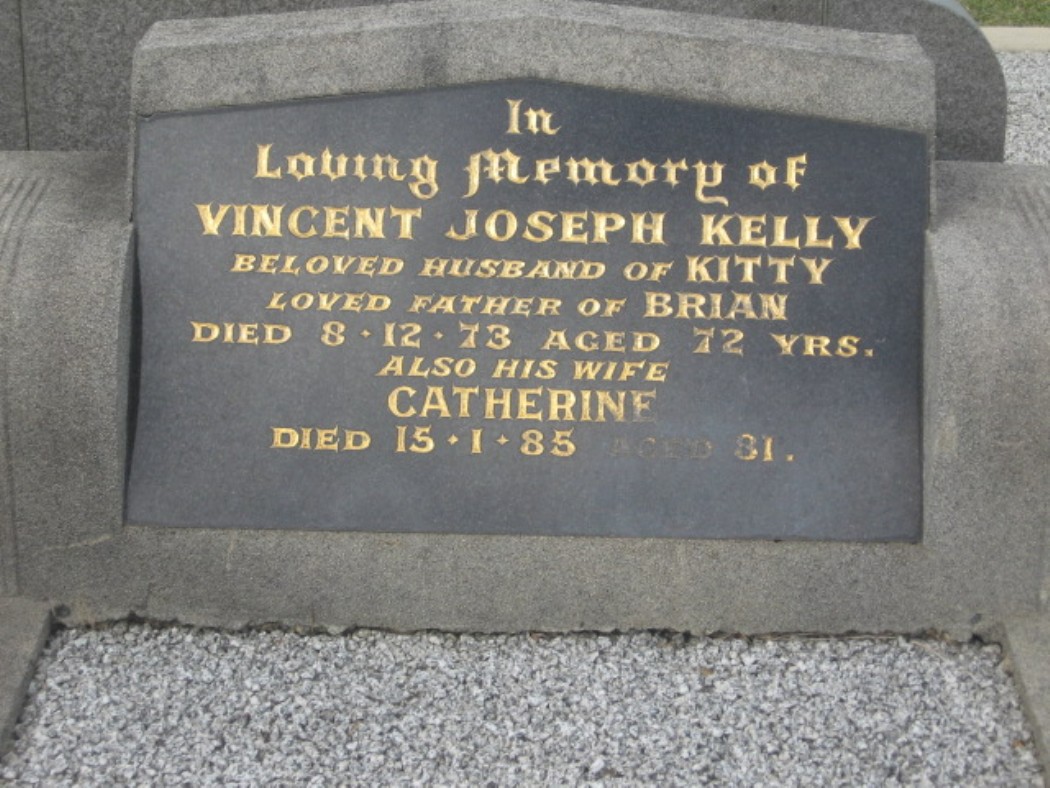 In
Loving Memory of
VINCENT JOSEPH KELLY
BELOVED HUSBAND OF KITTY
LOVED FATHER OF BRIAN
DIED 8·12·73 AGED 72 YRS.
ALSO HIS WIFE
CATHERINE
DIED 15·1·85 AGED 81.